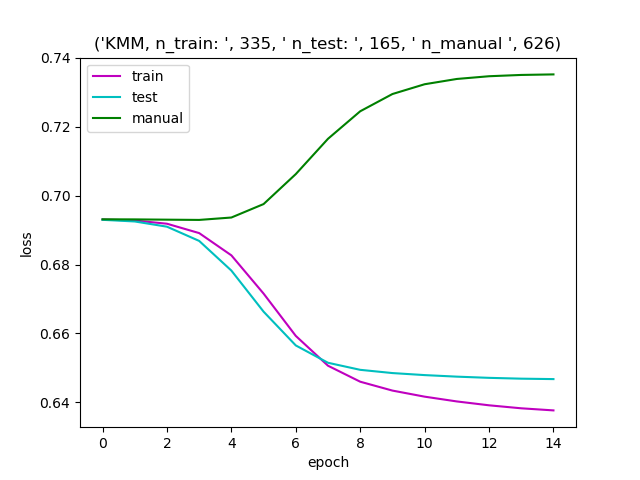 ('KMM, n_train: ', 335, ' n_test: ', 165, ' n_manual ', 626)
0.74
train
test
manual
0.72
0.70
loss
0.68
0.66
0.64
0 2 4 6 8 10 12 14
epoch